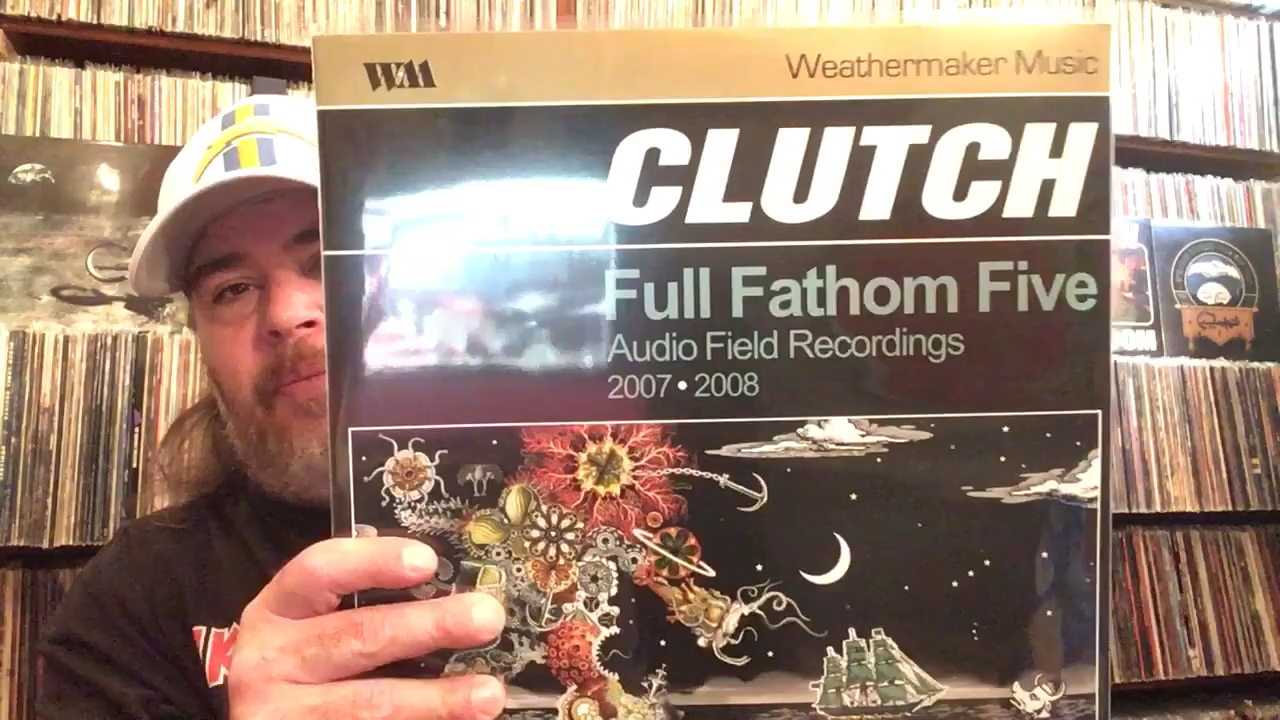 WM
Weathermaker Music
CLUTCH
Full Fathom Five
Audio Field Recordings
2007 • 2008